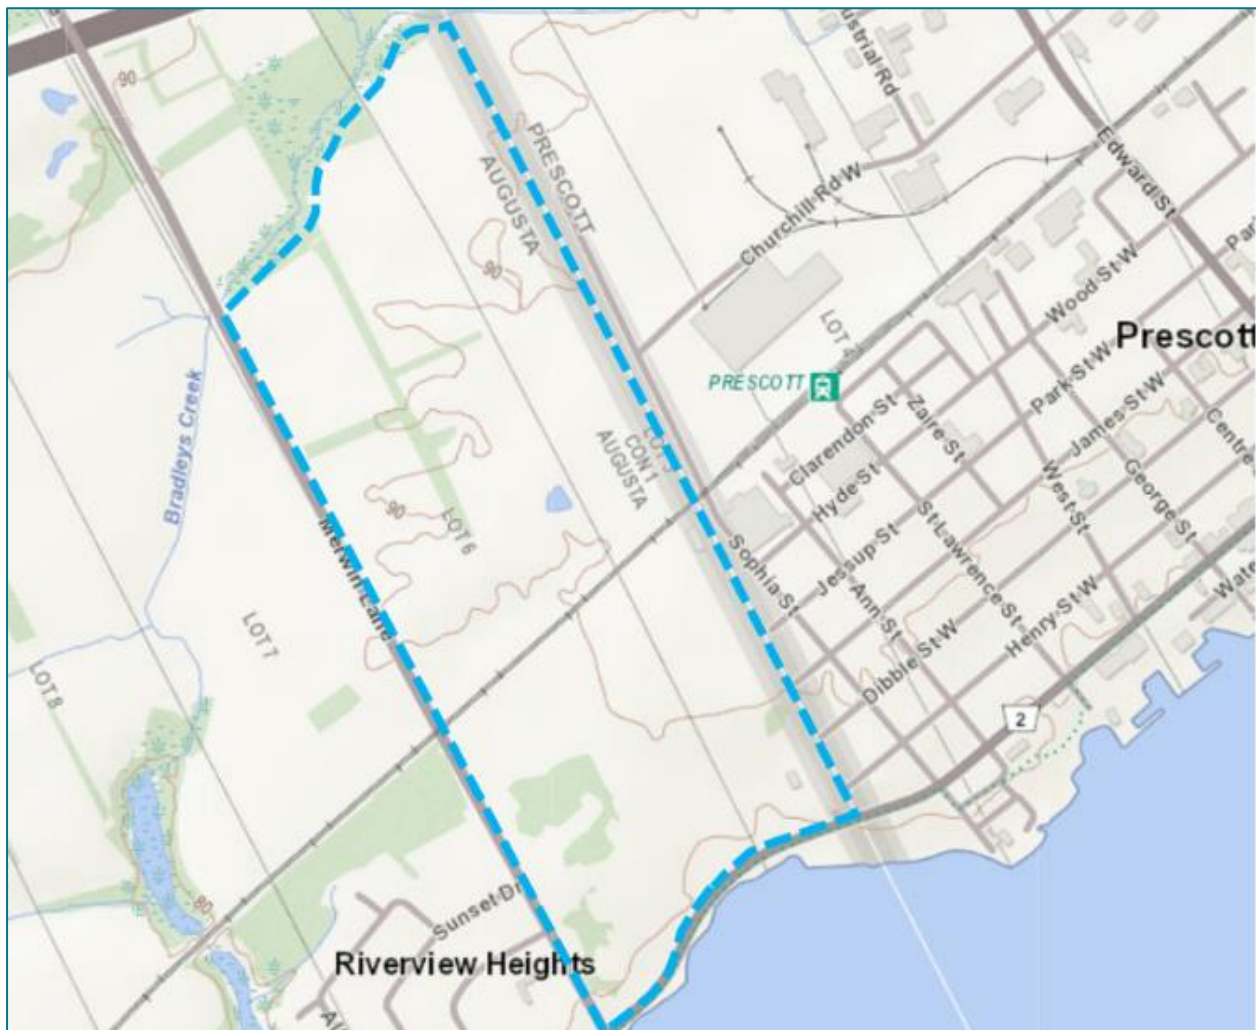 ustrial Rd
90
Edward St
PRESCOTT
AUGUSTA
Churchill Rd W
90
Wood St W
LOT 4
Prescott
PRESCOTT
Park St W
James St W
Bradleys Creek
Clarendon St
Zaire St
Centre
CON 1
AUGUSTA
Hyde St
West St
George St
LOT 6
90
Merwin Lane
Sophia St
Jessup St
St Lawrence St
Ann St
Henry St W
Wate
LOT 7
Dibble St W
LOT 8
2
80
Sunset Dr
Riverview Heights